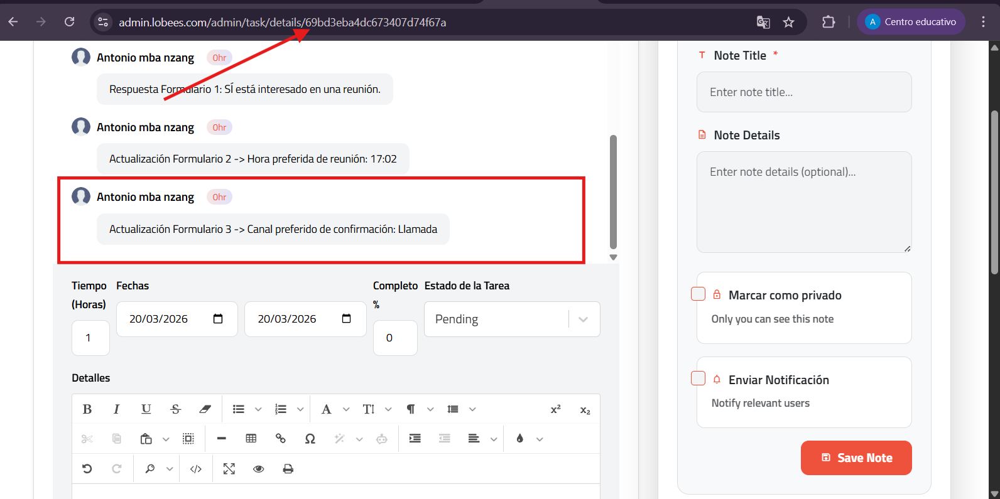 admin.lobees.com/admin/task/details/69bd3eba4dc673407d74f67a
A
Centro educativo
Antonio mba nzang 0hr
Respuesta Formulario 1: SÍ está interesado en una reunión.
Antonio mba nzang 0hr
Actualización Formulario 2 -> Hora preferida de reunión: 17:02
Antonio mba nzang 0hr
Actualización Formulario 3 -> Canal preferido de confirmación: Llamada
Tiempo (Horas)
1
Fechas
20/03/2026
20/03/2026
Completo %
0
Estado de la Tarea
Pending
Detalles
Note Title *
Enter note title...
Note Details
Enter note details (optional)...
Marcar como privado
Only you can see this note
Enviar Notificación
Notify relevant users
Save Note